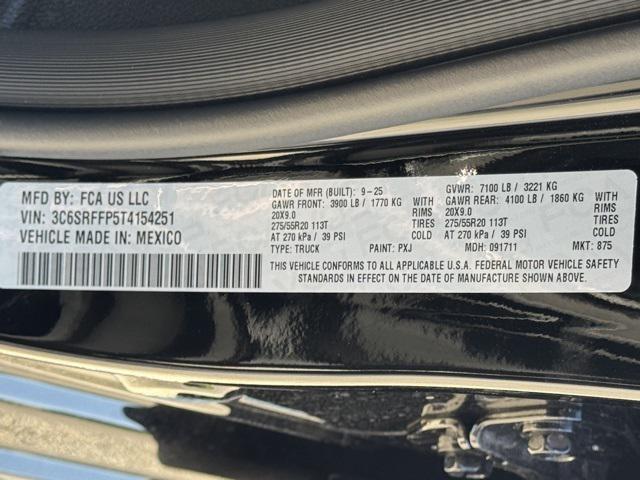 MFD BY: FCA US LLC
VIN: 3C6SRFFP5T4154251
VEHICLE MADE IN: MEXICO
DATE OF MFR (BUILT): 9-25 GVWR: 7100 LB / 3221 KG
GAWR FRONT: 3900 LB / 1770 KG WITH GAWR REAR: 4100 LB / 1860 KG WITH
20X9.0 RIMS 20X9.0 RIMS
275/55R20 113T TIRES 275/55R20 113T TIRES
AT 270 kPa / 39 PSI COLD AT 270 kPa / 39 PSI COLD
TYPE: TRUCK PAINT: PXJ MDH: 091711 MKT: 875
THIS VEHICLE CONFORMS TO ALL APPLICABLE U.S.A. FEDERAL MOTOR VEHICLE SAFETY
STANDARDS IN EFFECT ON THE DATE OF MANUFACTURE SHOWN ABOVE.